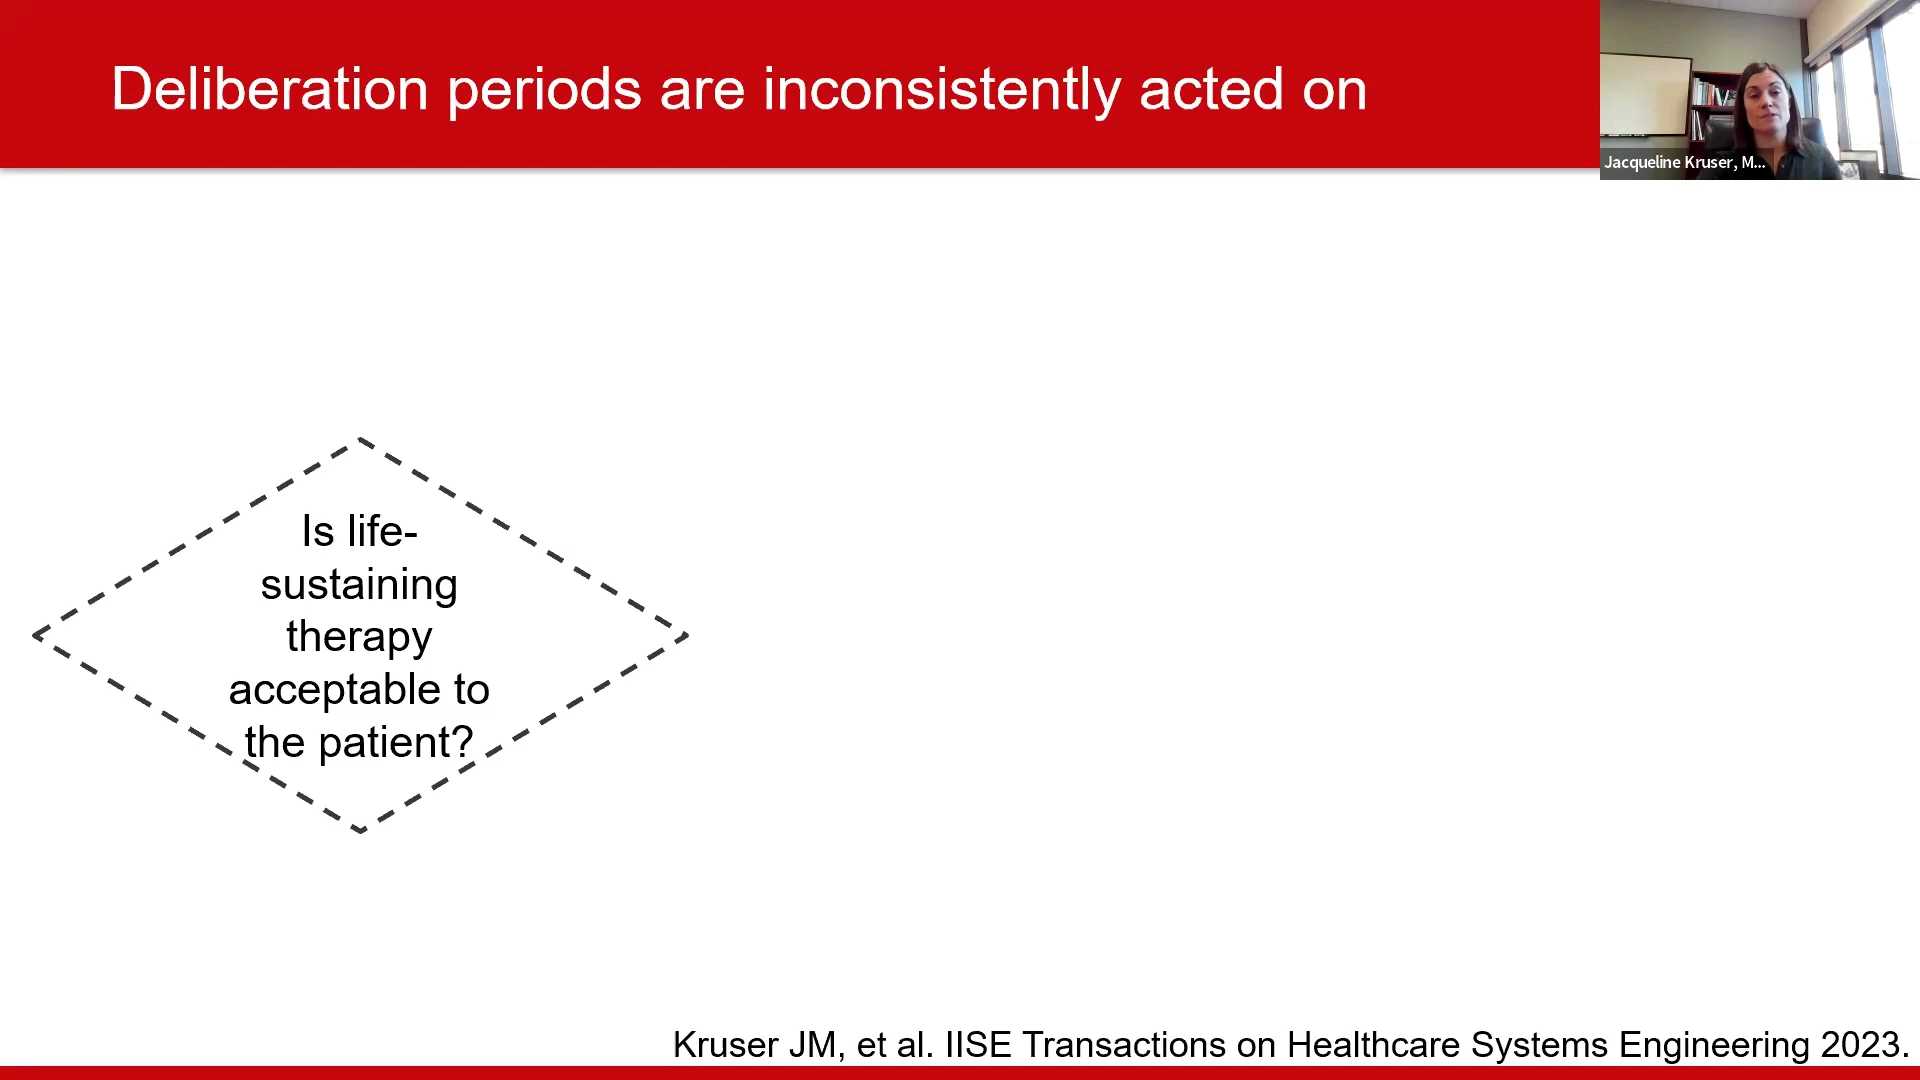 Deliberation periods are inconsistently acted on
Jacqueline Kruser, M...
Is life-
sustaining
therapy
acceptable to
the patient?
Kruser JM, et al. IISE Transactions on Healthcare Systems Engineering 2023.